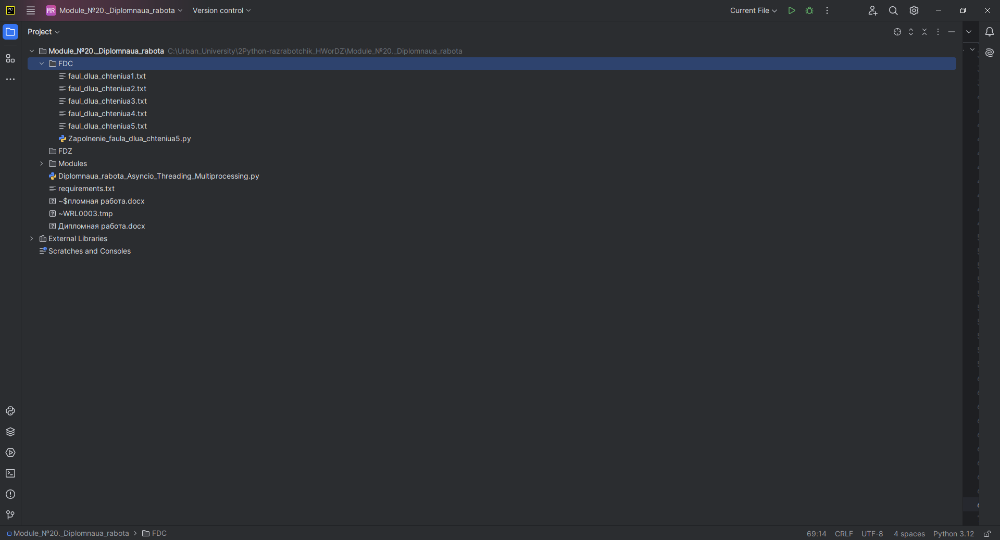 PC
MR Module_№20._Diplomnaua_rabota Version control Current File
Project
Module_№20._Diplomnaua_rabota C:\Urban_University\2Python-razrabotchik_HWorDZ\Module_№20._Diplomnaua_rabota
FDC
faul_dlua_chteniua1.txt
faul_dlua_chteniua2.txt
faul_dlua_chteniua3.txt
faul_dlua_chteniua4.txt
faul_dlua_chteniua5.txt
Zapolnenie_faula_dlua_chteniua5.py
FDZ
Modules
Diplomnaua_rabota_Asyncio_Threading_Multiprocessing.py
requirements.txt
~$пломная работа.docx
~WRL0003.tmp
Дипломная работа.docx
External Libraries
Scratches and Consoles
Module_№20._Diplomnaua_rabota FDC 69:14 CRLF UTF-8 4 spaces Python 3.12